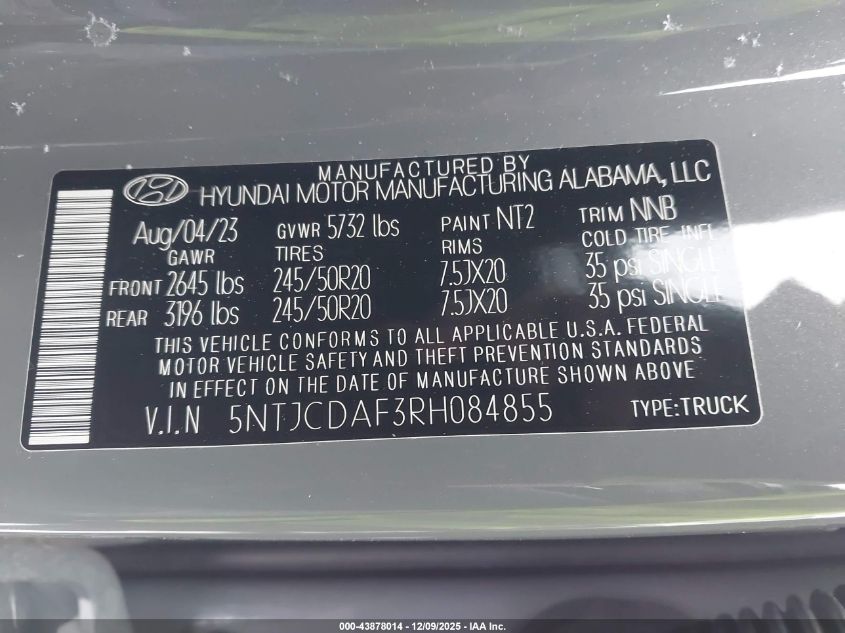 MANUFACTURED BY
HYUNDAI MOTOR MANUFACTURING ALABAMA, LLC
Aug/04/23 GVWR 5732 lbs PAINT NT2 TRIM NNB
GAWR TIRES RIMS COLD TIRE INFL
FRONT 2645 lbs 245/50R20 7.5JX20 35 psi SINGLE
REAR 3196 lbs 245/50R20 7.5JX20 35 psi SINGLE
THIS VEHICLE CONFORMS TO ALL APPLICABLE U.S.A. FEDERAL
MOTOR VEHICLE SAFETY AND THEFT PREVENTION STANDARDS
IN EFFECT ON THE DATE OF MANUFACTURE SHOWN ABOVE
V.I.N 5NTJCDAF3RH084855 TYPE:TRUCK
000-43878014 - 12/09/2025 - IAA Inc.